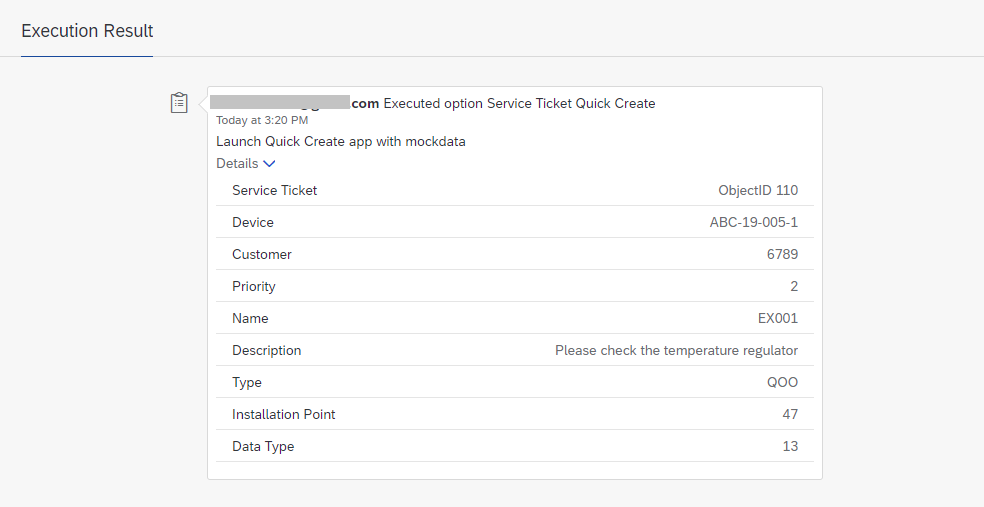 Execution Result
.com Executed option Service Ticket Quick Create
Today at 3:20 PM
Launch Quick Create app with mockdata
Details
Service Ticket ObjectID 110
Device ABC-19-005-1
Customer 6789
Priority 2
Name EX001
Description Please check the temperature regulator
Type QOO
Installation Point 47
Data Type 13